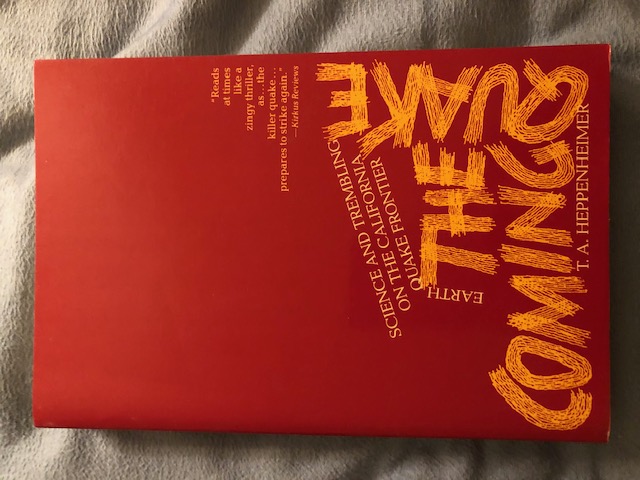 "Reads
at times
like a
zingy thriller,
as...the
killer quake...
prepares to strike again."
—Kirkus Reviews
SCIENCE AND TREMBLING
ON THE CALIFORNIA
EARTH
QUAKE FRONTIER
THE
COMING
QUAKE
T. A. HEPPENHEIMER